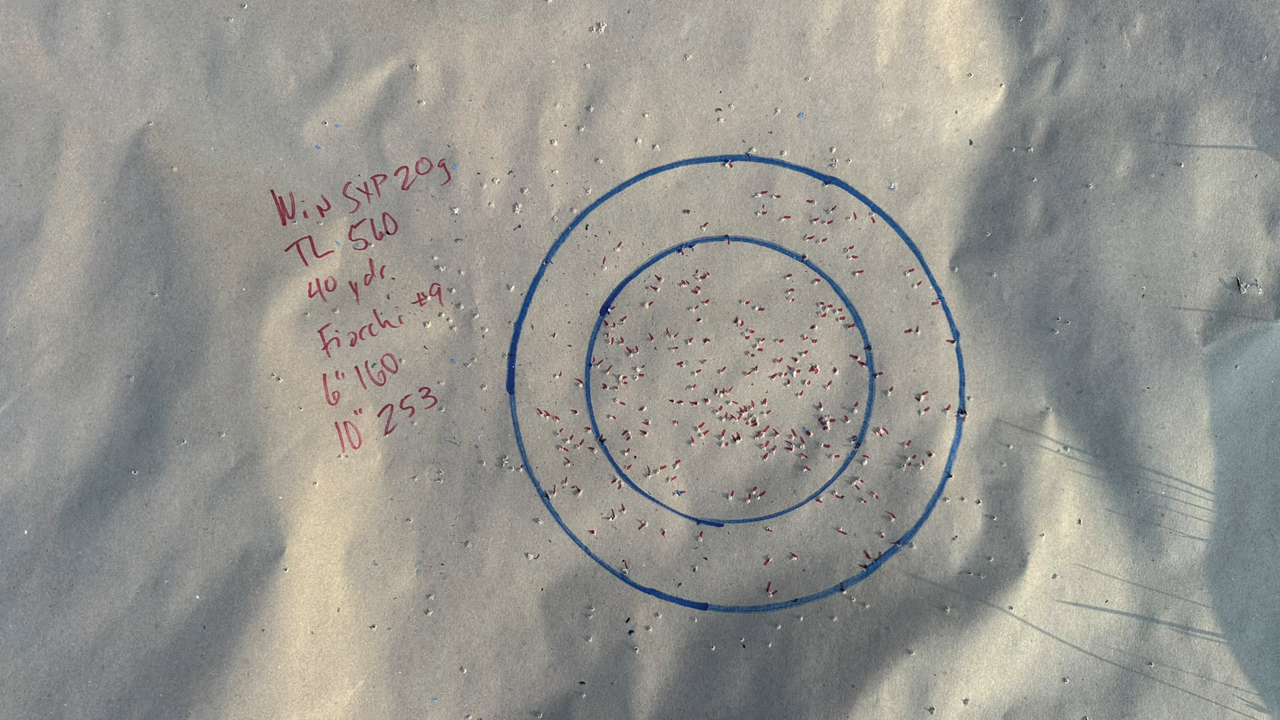 Win SXP 20g
TL 560
40 yds.
Fiocchi #9
6" 160
10" 253